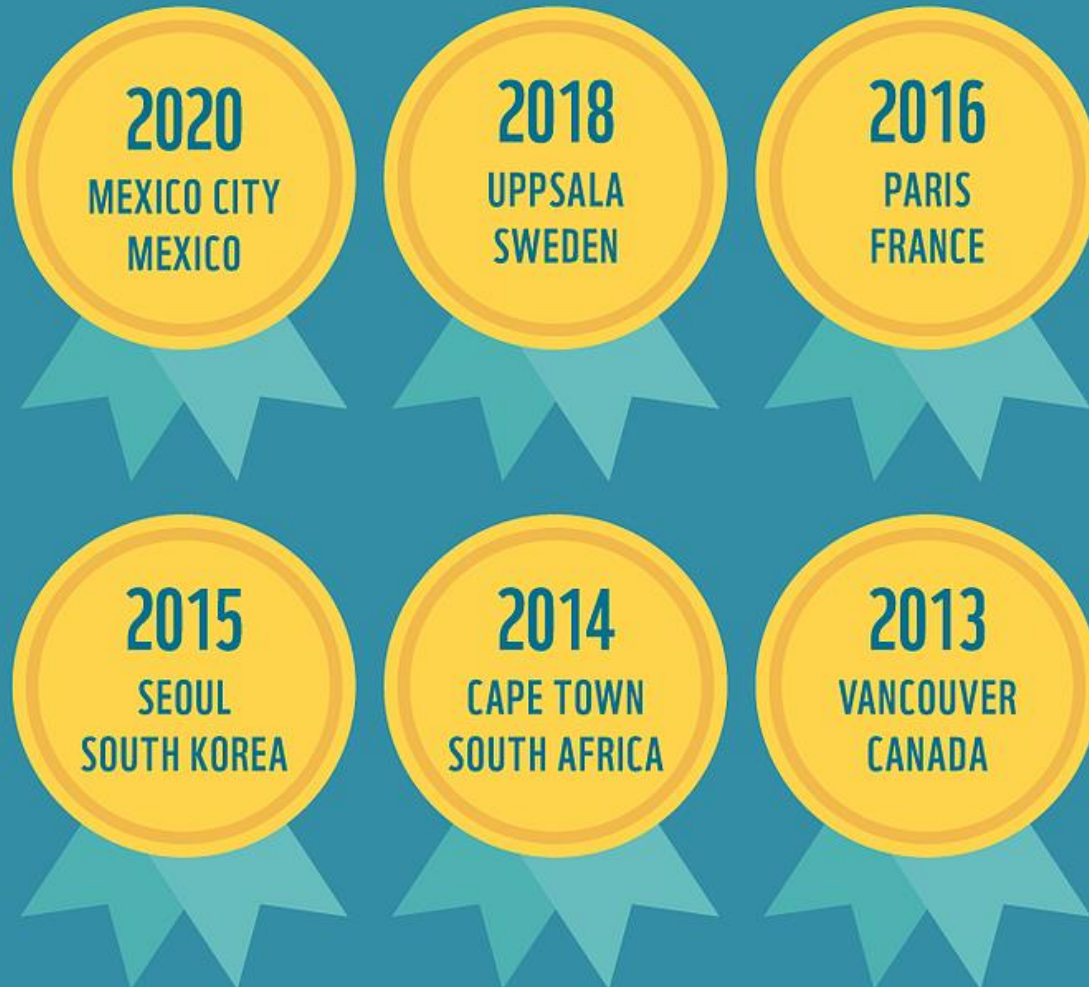 2020
MEXICO CITY
MEXICO
2018
UPPSALA
SWEDEN
2016
PARIS
FRANCE
2015
SEOUL
SOUTH KOREA
2014
CAPE TOWN
SOUTH AFRICA
2013
VANCOUVER
CANADA